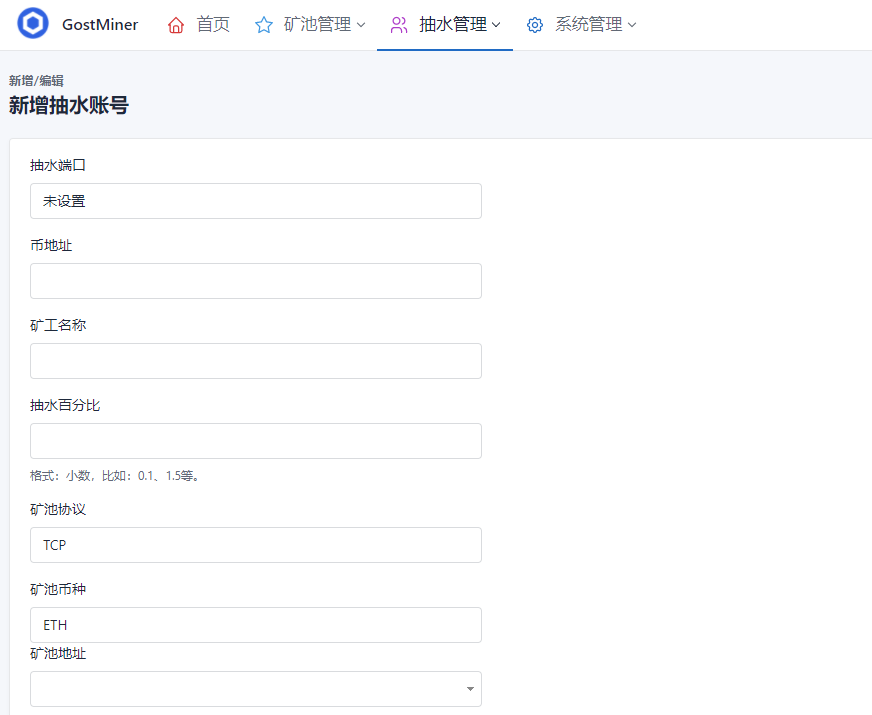 GostMiner 首页 矿池管理 抽水管理 系统管理
新增/编辑
新增抽水账号
抽水端口
未设置
币地址
矿工名称
抽水百分比
格式：小数，比如：0.1、1.5等。
矿池协议
TCP
矿池币种
ETH
矿池地址